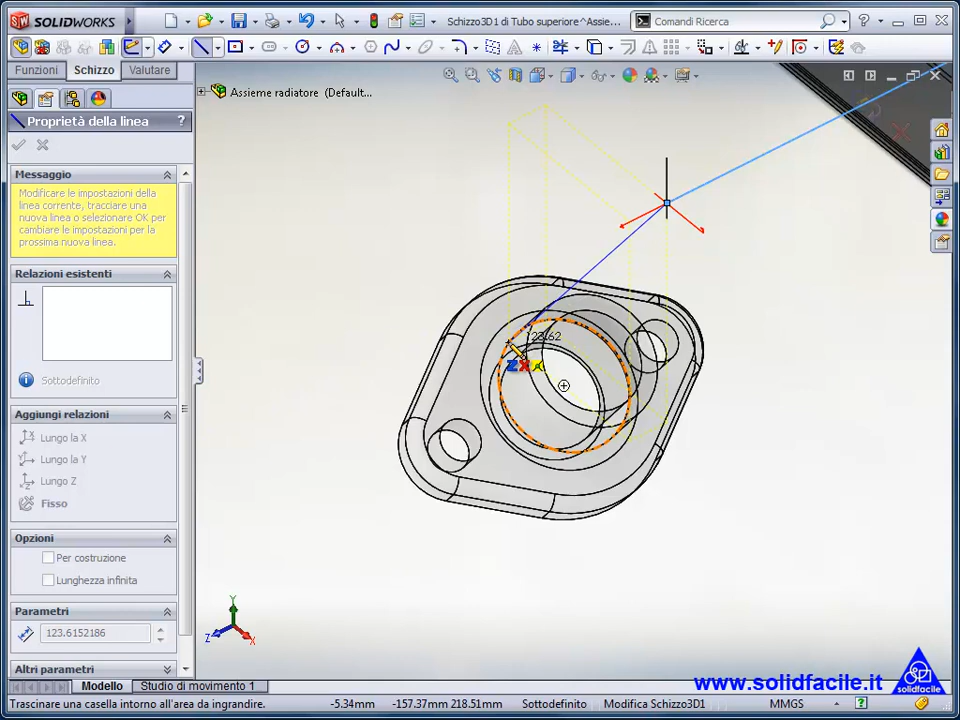 SOLIDWORKS
Schizzo3D1 di Tubo superiore^Assie...
Comandi Ricerca
Funzioni
Schizzo
Valutare
Assieme radiatore (Default...
Proprietà della linea
?
Messaggio
Modificare le impostazioni della
linea corrente, tracciare una
nuova linea o selezionare OK per
cambiare le impostazioni per la
prossima nuova linea.
Relazioni esistenti
Sottodefinito
Aggiungi relazioni
Lungo la X
Lungo la Y
Lungo Z
Fisso
Opzioni
Per costruzione
Lunghezza infinita
Parametri
123.6152186
Altri parametri
123.62
Z X
Y
Z
X
Modello
Studio di movimento 1
www.solidfacile.it
solidfacile
Trascinare una casella intorno all'area da ingrandire.
-5.34mm
-157.37mm
218.51mm
Sottodefinito
Modifica Schizzo3D1
MMGS
?